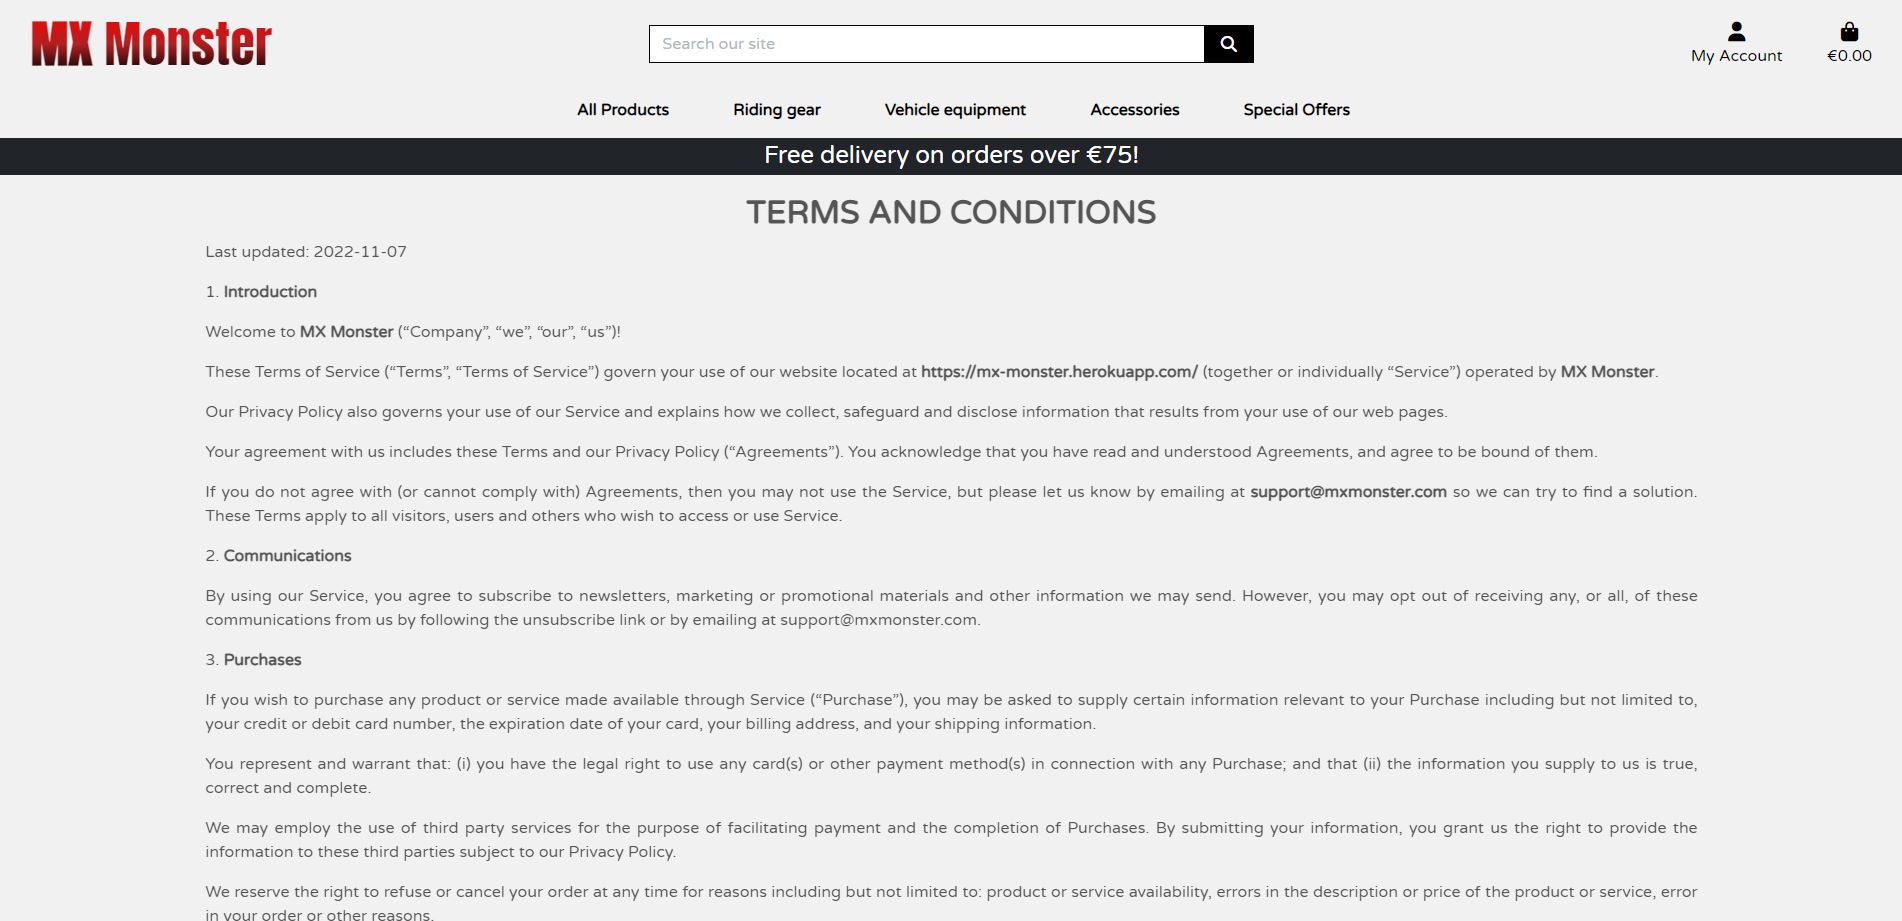 MX Monster
Search our site
My Account
€0.00
All Products
Riding gear
Vehicle equipment
Accessories
Special Offers
Free delivery on orders over €75!
TERMS AND CONDITIONS
Last updated: 2022-11-07
1. Introduction
Welcome to MX Monster (“Company”, “we”, “our”, “us”)!
These Terms of Service (“Terms”, “Terms of Service”) govern your use of our website located at https://mx-monster.herokuapp.com/ (together or individually “Service”) operated by MX Monster.
Our Privacy Policy also governs your use of our Service and explains how we collect, safeguard and disclose information that results from your use of our web pages.
Your agreement with us includes these Terms and our Privacy Policy (“Agreements”). You acknowledge that you have read and understood Agreements, and agree to be bound of them.
If you do not agree with (or cannot comply with) Agreements, then you may not use the Service, but please let us know by emailing at support@mxmonster.com so we can try to find a solution.
These Terms apply to all visitors, users and others who wish to access or use Service.
2. Communications
By using our Service, you agree to subscribe to newsletters, marketing or promotional materials and other information we may send. However, you may opt out of receiving any, or all, of these
communications from us by following the unsubscribe link or by emailing at support@mxmonster.com.
3. Purchases
If you wish to purchase any product or service made available through Service (“Purchase”), you may be asked to supply certain information relevant to your Purchase including but not limited to,
your credit or debit card number, the expiration date of your card, your billing address, and your shipping information.
You represent and warrant that: (i) you have the legal right to use any card(s) or other payment method(s) in connection with any Purchase; and that (ii) the information you supply to us is true,
correct and complete.
We may employ the use of third party services for the purpose of facilitating payment and the completion of Purchases. By submitting your information, you grant us the right to provide the
information to these third parties subject to our Privacy Policy.
We reserve the right to refuse or cancel your order at any time for reasons including but not limited to: product or service availability, errors in the description or price of the product or service, error
in your order or other reasons.